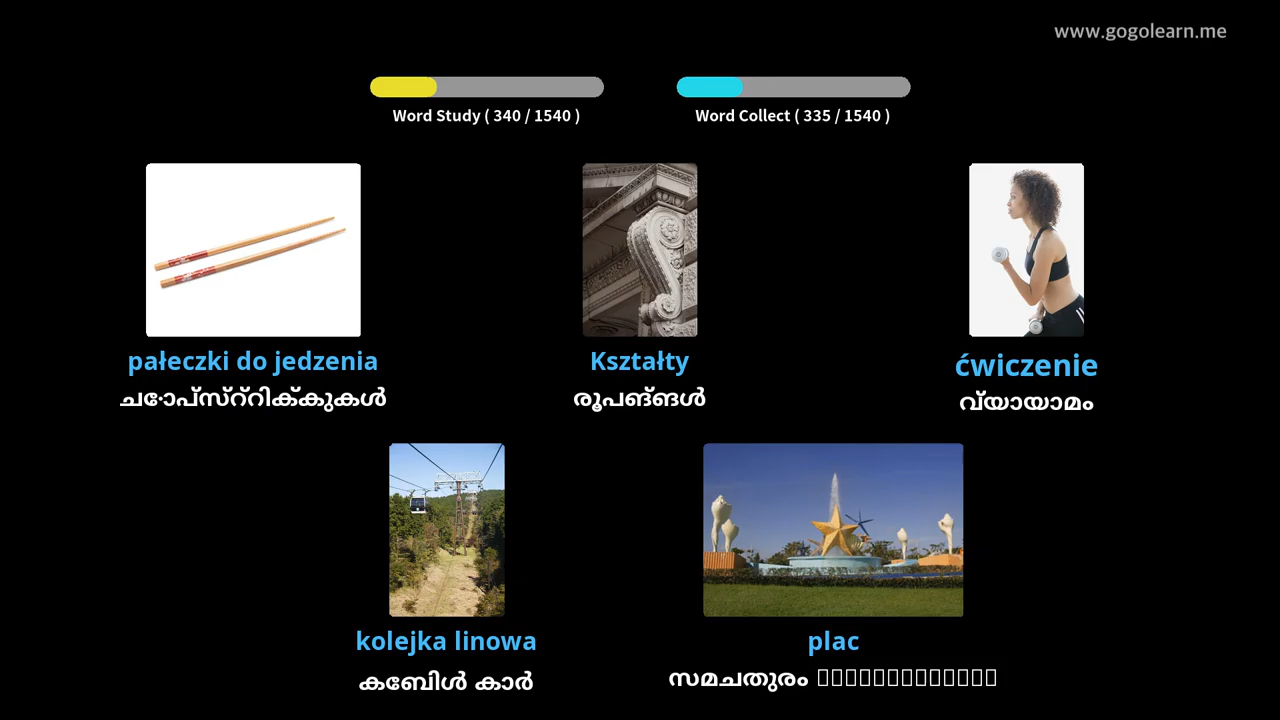 www.gogolearn.me
Word Study ( 340 / 1540 )
Word Collect ( 335 / 1540 )
pałeczki do jedzenia
ചോപ്സ്റ്റിക്കുകൾ
Kształty
രൂപങ്ങൾ
ćwiczenie
വ്യായാമം
kolejka linowa
കേബിൾ കാർ
plac
സമചതുരം